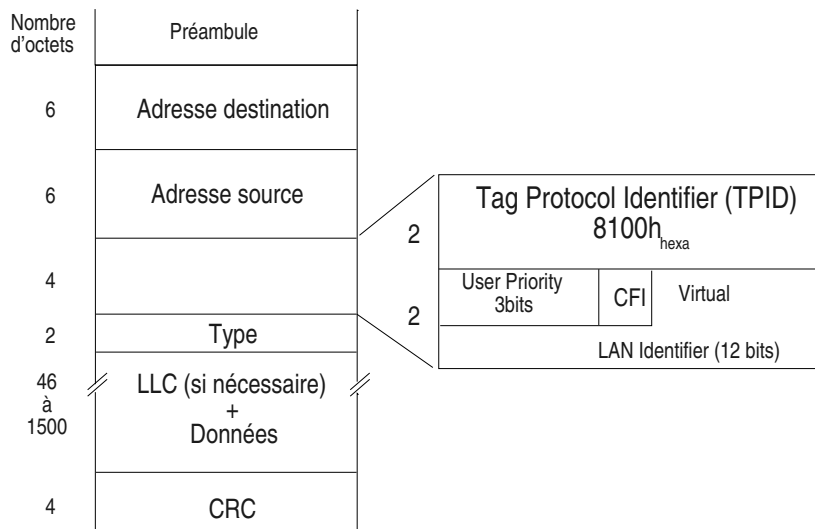 Nombre
d'octets
Préambule
6
Adresse destination
6
Adresse source
4
2
Type
46
à
1500
LLC (si nécessaire)
+
Données
4
CRC
2
Tag Protocol Identifier (TPID)
8100h hexa
2
User Priority
3bits
CFI
Virtual
LAN Identifier (12 bits)